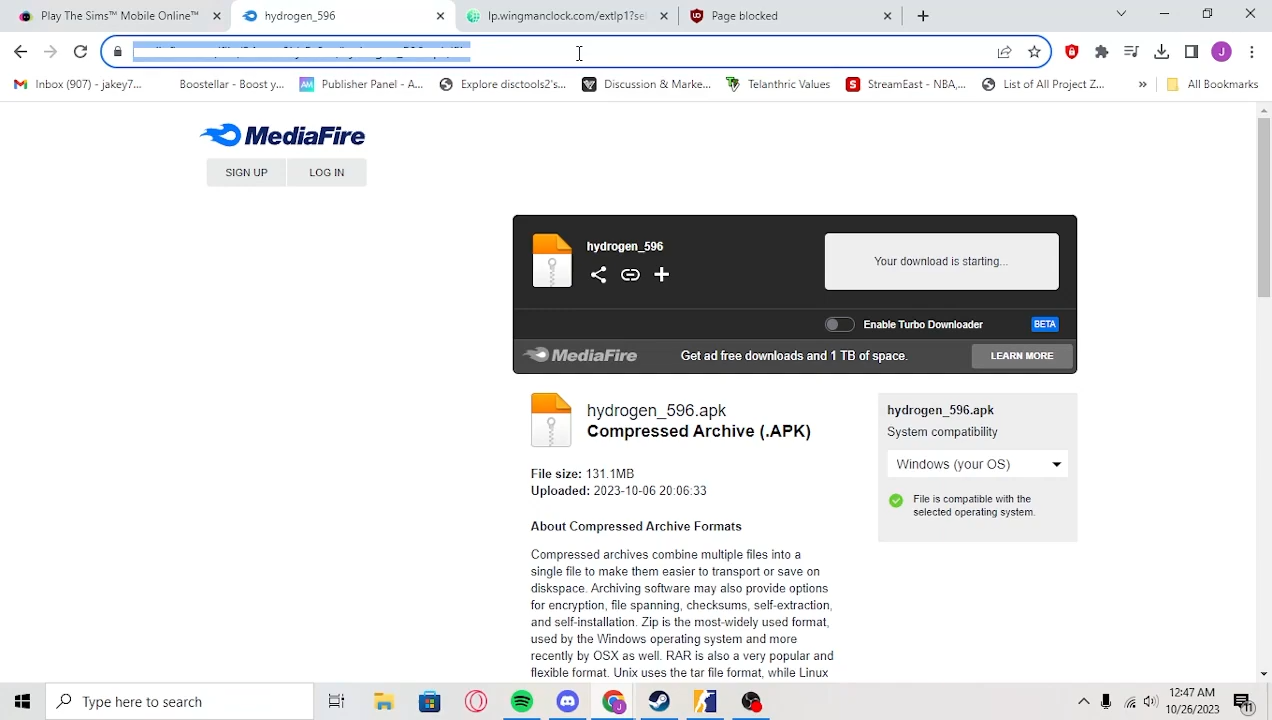 Play The Sims™ Mobile Online™
hydrogen_596
lp.wingmanclock.com/extlp1?sel
Page blocked
Inbox (907) - jakey7...
Boostellar - Boost y...
Publisher Panel - A...
Explore disctools2's...
Discussion & Marke...
Telanthric Values
StreamEast - NBA,...
List of All Project Z...
»
All Bookmarks
MediaFire
SIGN UP
LOG IN
hydrogen_596
Your download is starting...
Enable Turbo Downloader
BETA
MediaFire
Get ad free downloads and 1 TB of space.
LEARN MORE
hydrogen_596.apk
Compressed Archive (.APK)
File size: 131.1MB
Uploaded: 2023-10-06 20:06:33
About Compressed Archive Formats
Compressed archives combine multiple files into a
single file to make them easier to transport or save on
diskspace. Archiving software may also provide options
for encryption, file spanning, checksums, self-extraction,
and self-installation. Zip is the most-widely used format,
used by the Windows operating system and more
recently by OSX as well. RAR is also a very popular and
flexible format. Unix uses the tar file format, while Linux
hydrogen_596.apk
System compatibility
Windows (your OS)
File is compatible with the
selected operating system.
Type here to search
12:47 AM
10/26/2023